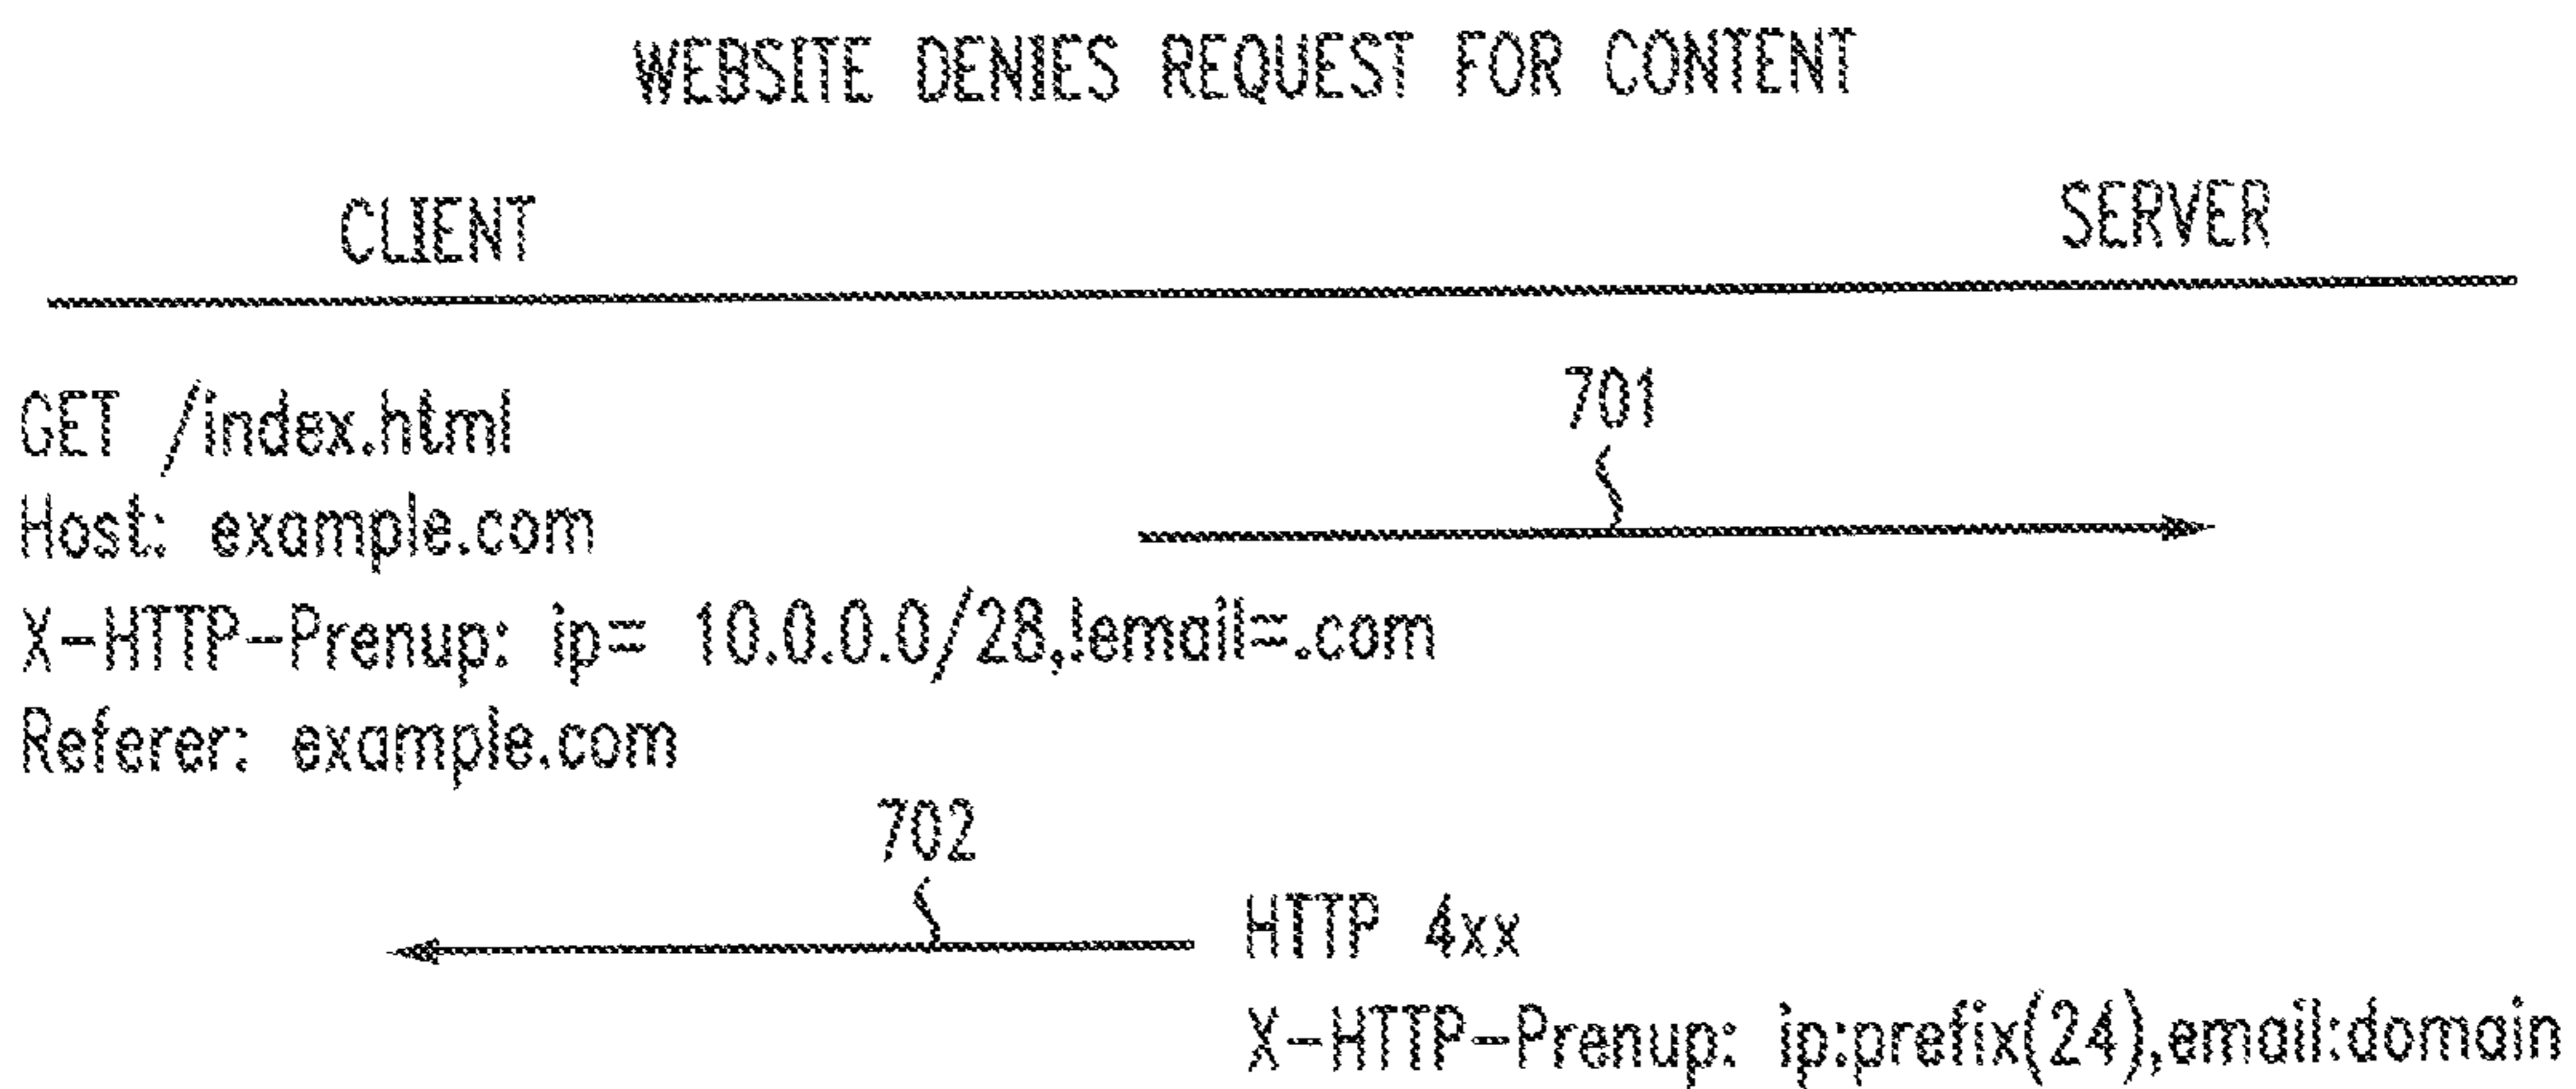 WEBSITE DENIES REQUEST FOR CONTENT
CLIENT
SERVER
GET /index.html
701
Host: example.com
X-HTTP-Prenup: ip= 10.0.0.0/28,!email=.com
Referer: example.com
702
HTTP 4xx
X-HTTP-Prenup: ip:prefix(24),email:domain